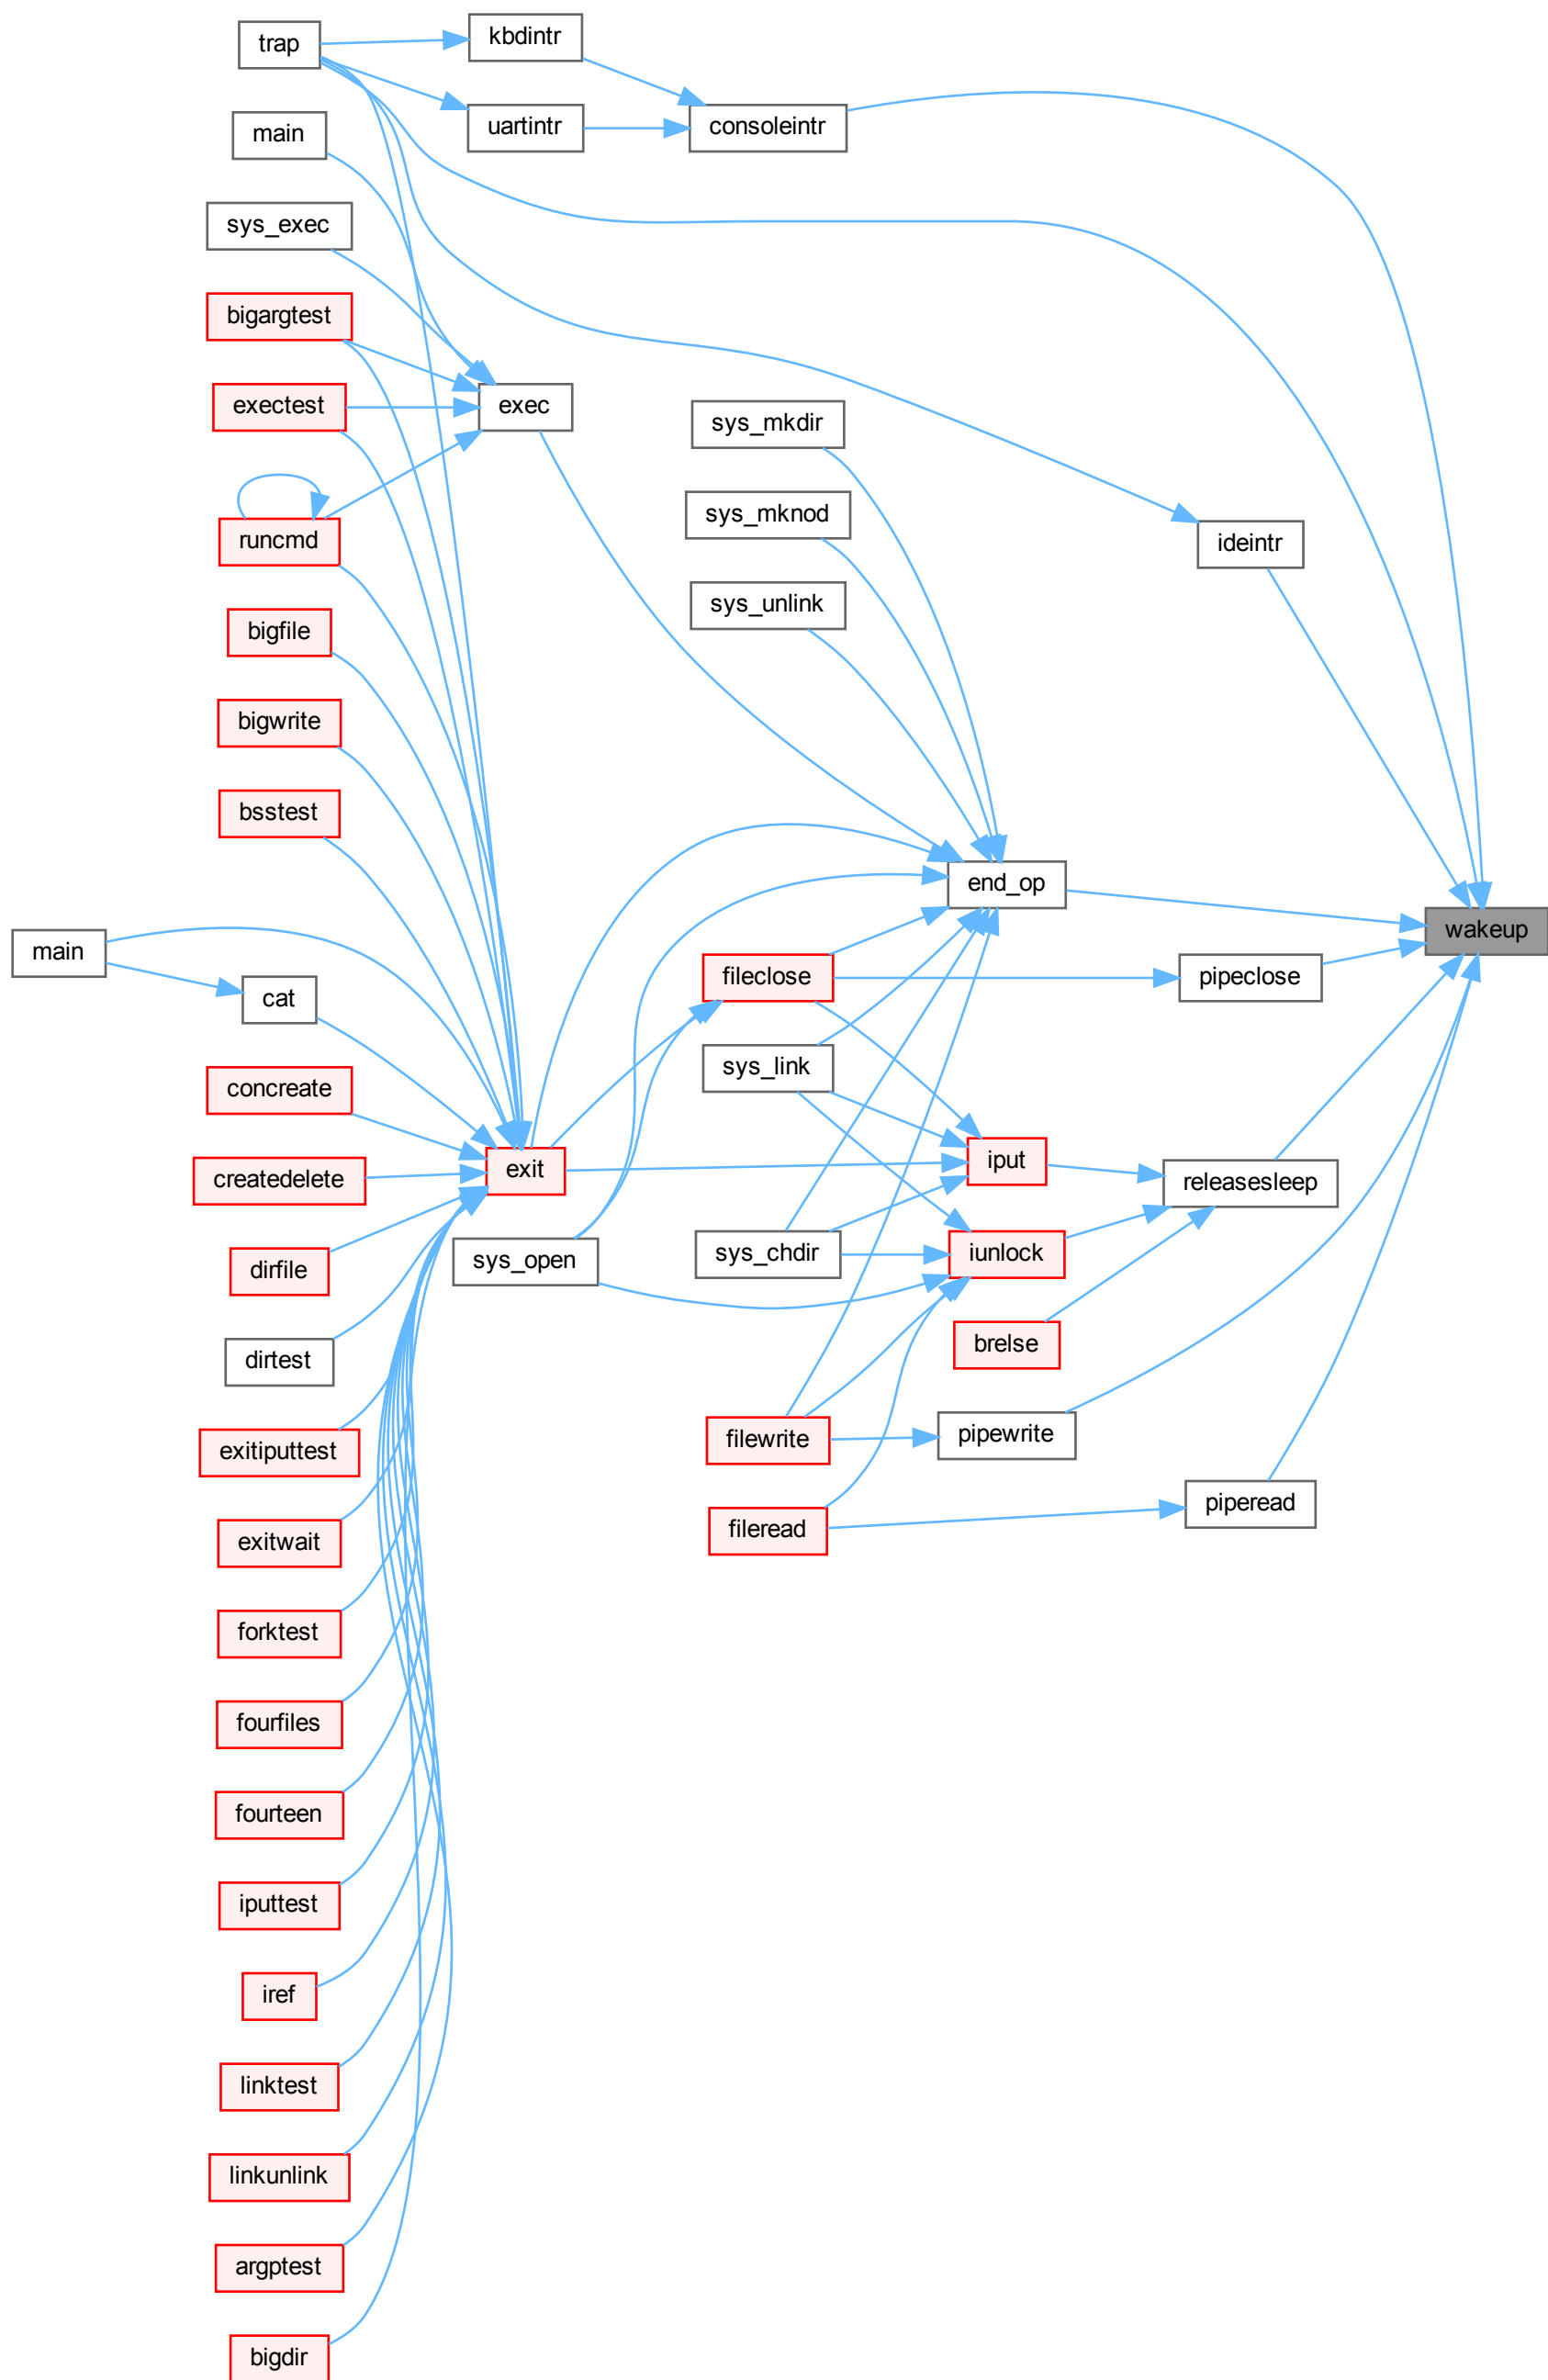 trap
kbdintr
main
uartintr
consoleintr
sys_exec
bigargtest
exectest
exec
sys_mkdir
sys_mknod
runcmd
ideintr
sys_unlink
bigfile
bigwrite
bsstest
end_op
wakeup
main
cat
fileclose
pipeclose
concreate
sys_link
createdelete
exit
iput
releasesleep
dirfile
sys_open
sys_chdir
iunlock
dirtest
brelse
exitiputtest
filewrite
pipewrite
exitwait
fileread
piperead
forktest
fourfiles
fourteen
iputtest
iref
linktest
linkunlink
argptest
bigdir